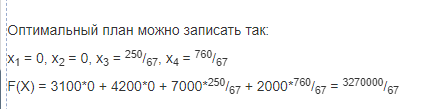 Оптимальный план можно записать так:
x₁ = 0, x₂ = 0, x₃ = ²⁵⁰/₆₇, x₄ = ⁷⁶⁰/₆₇
F(X) = 3100*0 + 4200*0 + 7000*²⁵⁰/₆₇ + 2000*⁷⁶⁰/₆₇ = ³²⁷⁰⁰⁰⁰/₆₇